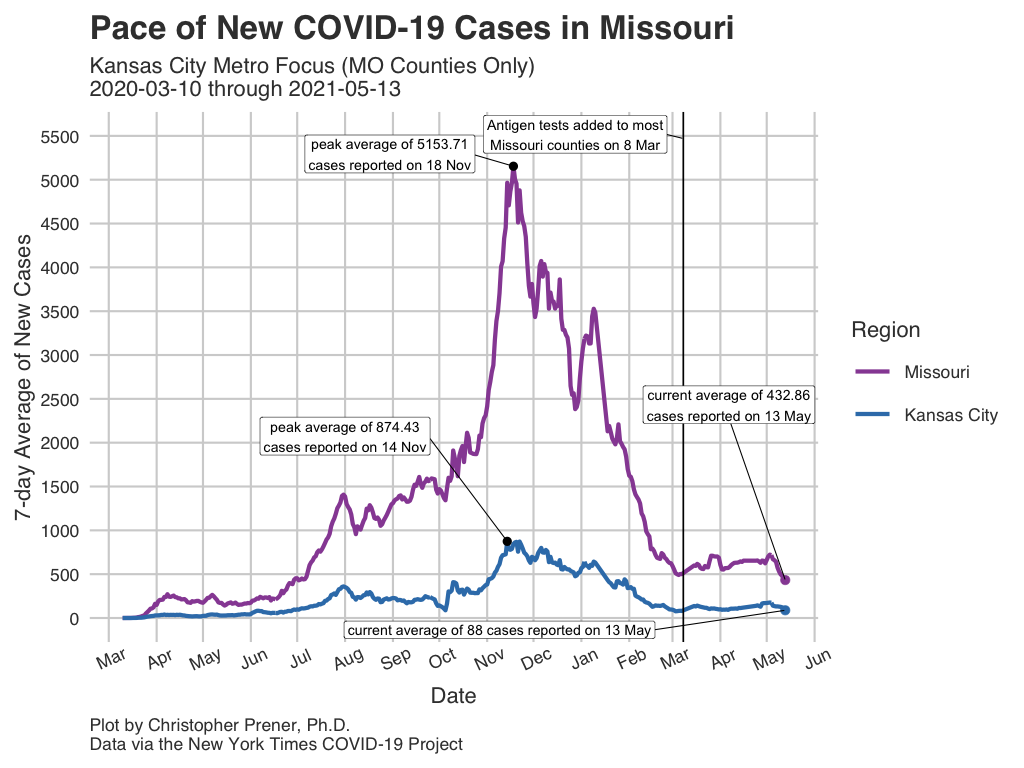 Pace of New COVID-19 Cases in Missouri
Kansas City Metro Focus (MO Counties Only)
2020-03-10 through 2021-05-13
7-day Average of New Cases
5500
5000
4500
4000
3500
3000
2500
2000
1500
1000
500
0
peak average of 5153.71
cases reported on 18 Nov
Antigen tests added to most
Missouri counties on 8 Mar
peak average of 874.43
cases reported on 14 Nov
current average of 432.86
cases reported on 13 May
current average of 88 cases reported on 13 May
Mar Apr May Jun Jul Aug Sep Oct Nov Dec Jan Feb Mar Apr May Jun
Date
Region
Missouri
Kansas City
Plot by Christopher Prener, Ph.D.
Data via the New York Times COVID-19 Project